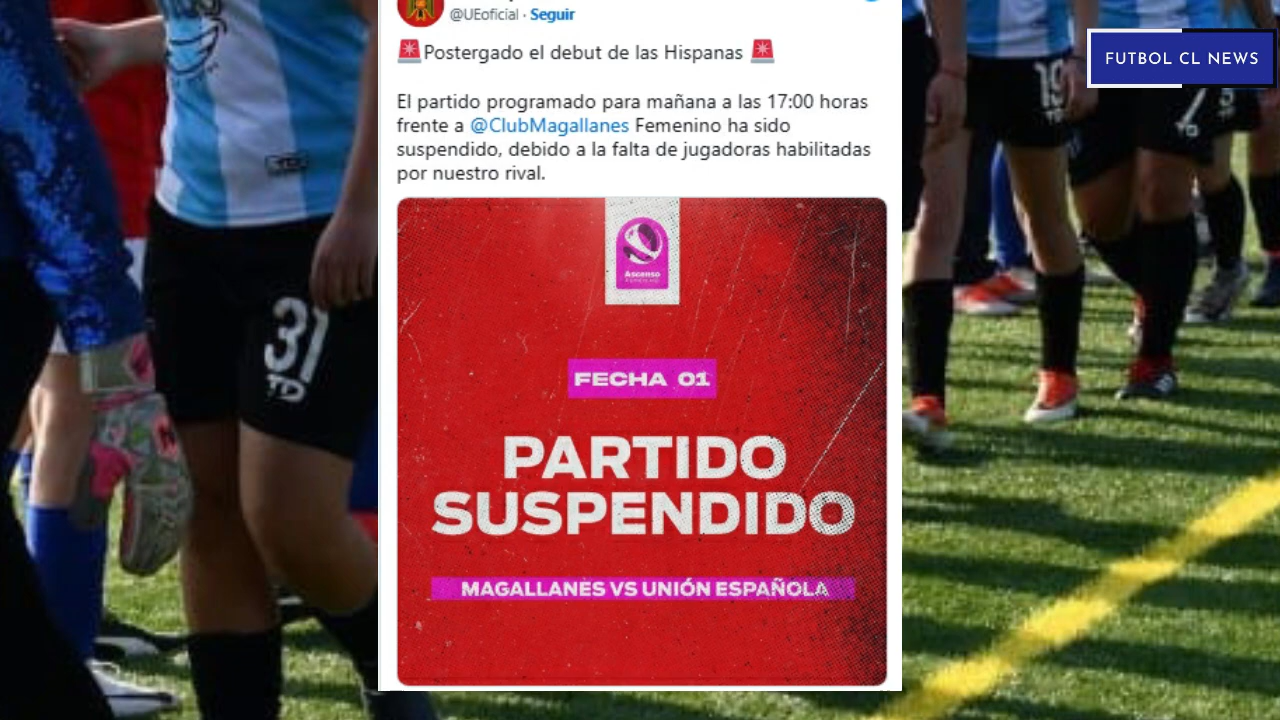 @UEoficial · Seguir
FUTBOL CL NEWS
🚨Postergado el debut de las Hispanas 🚨
El partido programado para mañana a las 17:00 horas
frente a @ClubMagallanes Femenino ha sido
suspendido, debido a la falta de jugadoras habilitadas
por nuestro rival.
Ascenso
FECHA 01
PARTIDO
SUSPENDIDO
MAGALLANES VS UNIÓN ESPAÑOLA
31
TD
19
7
TD
5